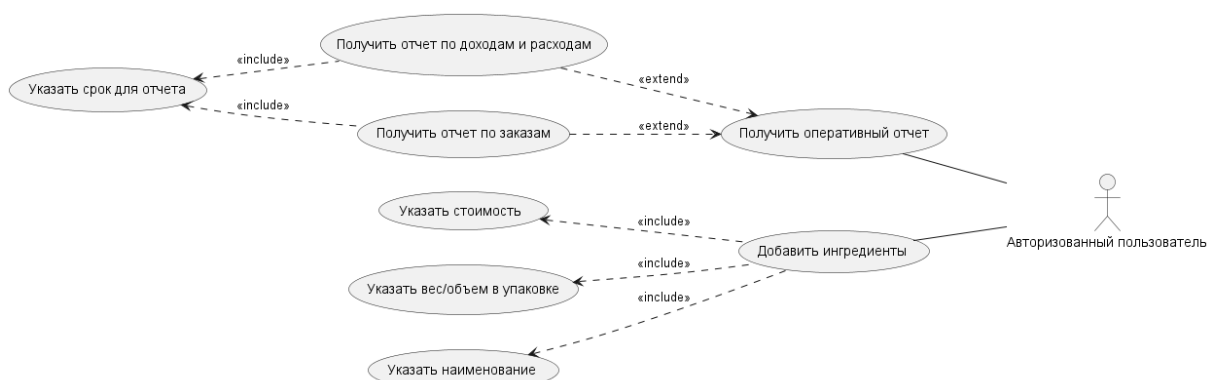 Получить отчет по доходам и расходам
«include»
«extend»
Указать срок для отчета
«include»
Получить отчет по заказам
«extend»
Получить оперативный отчет
Указать стоимость
«include»
Авторизованный пользователь
Добавить ингредиенты
«include»
Указать вес/объем в упаковке
«include»
Указать наименование